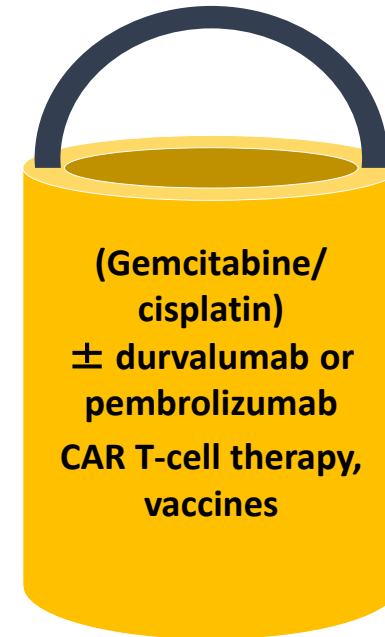 (Gemcitabine/
cisplatin)
± durvalumab or
pembrolizumab
CAR T-cell therapy,
vaccines